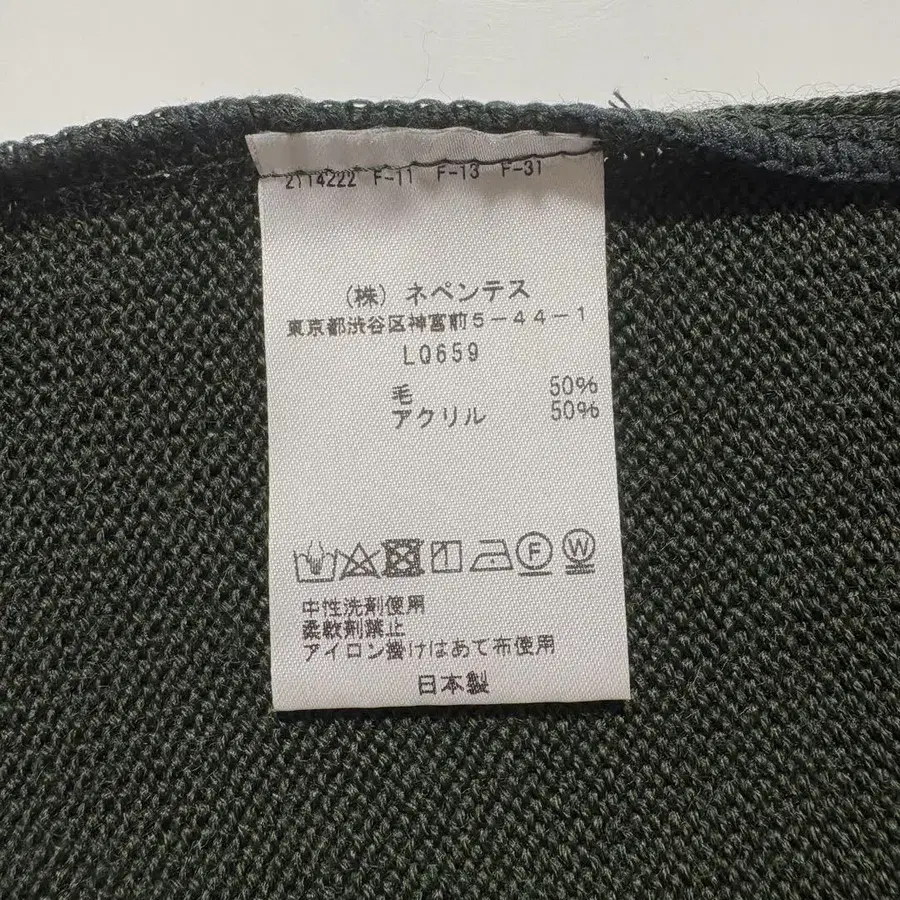 2114222 F-11 F-13 F-31
(株) ネペンテス
東京都渋谷区神宮前5-44-1
LQ659
毛 50%
アクリル 50%
F W
中性洗剤使用
柔軟剤禁止
アイロン掛けはあて布使用
日本製